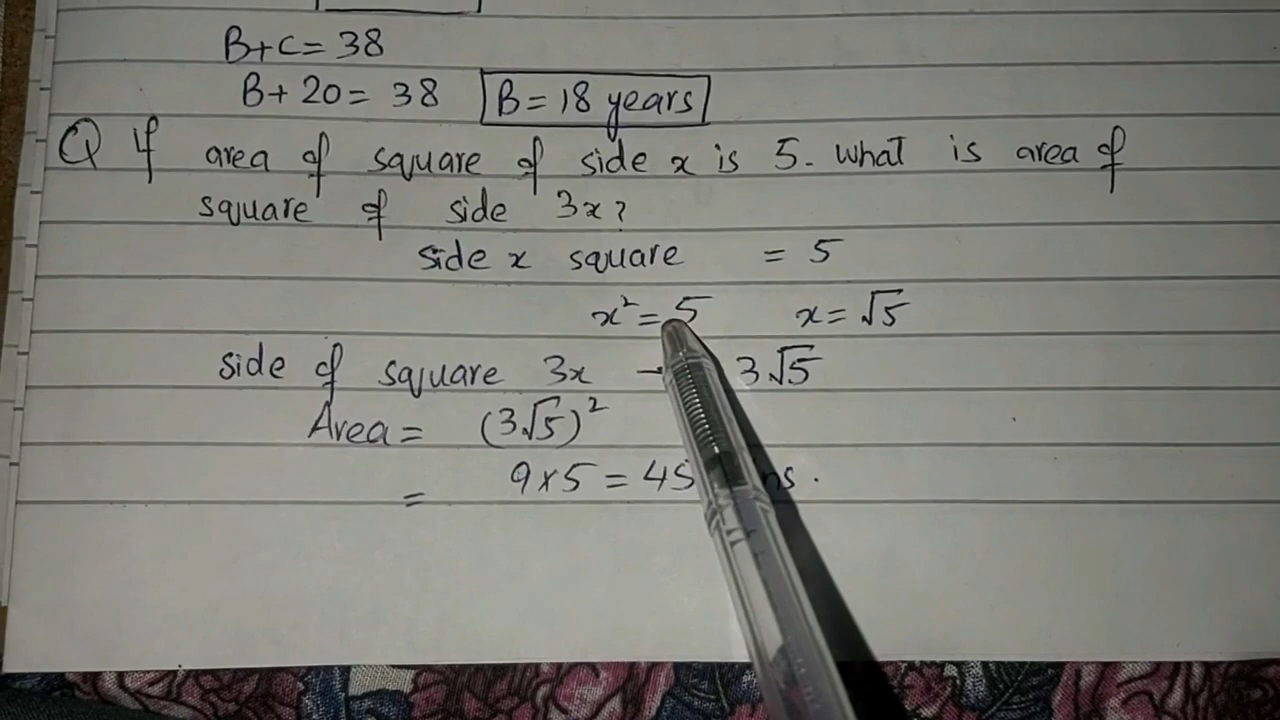 B+C= 38
B+ 20= 38 B= 18 years
Q If area of square of side x is 5. What is area of
square of side 3x?
side x square = 5
x² = 5 x= √5
side of square 3x 3√5
Area = (3√5)²
= 9x5 = 45